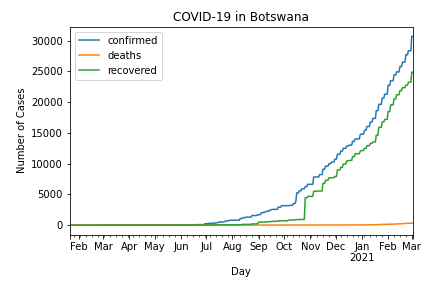 COVID-19 in Botswana
confirmed
deaths
recovered
Number of Cases
30000
25000
20000
15000
10000
5000
0
Feb Mar Apr May Jun Jul Aug Sep Oct Nov Dec Jan Feb Mar
2021
Day